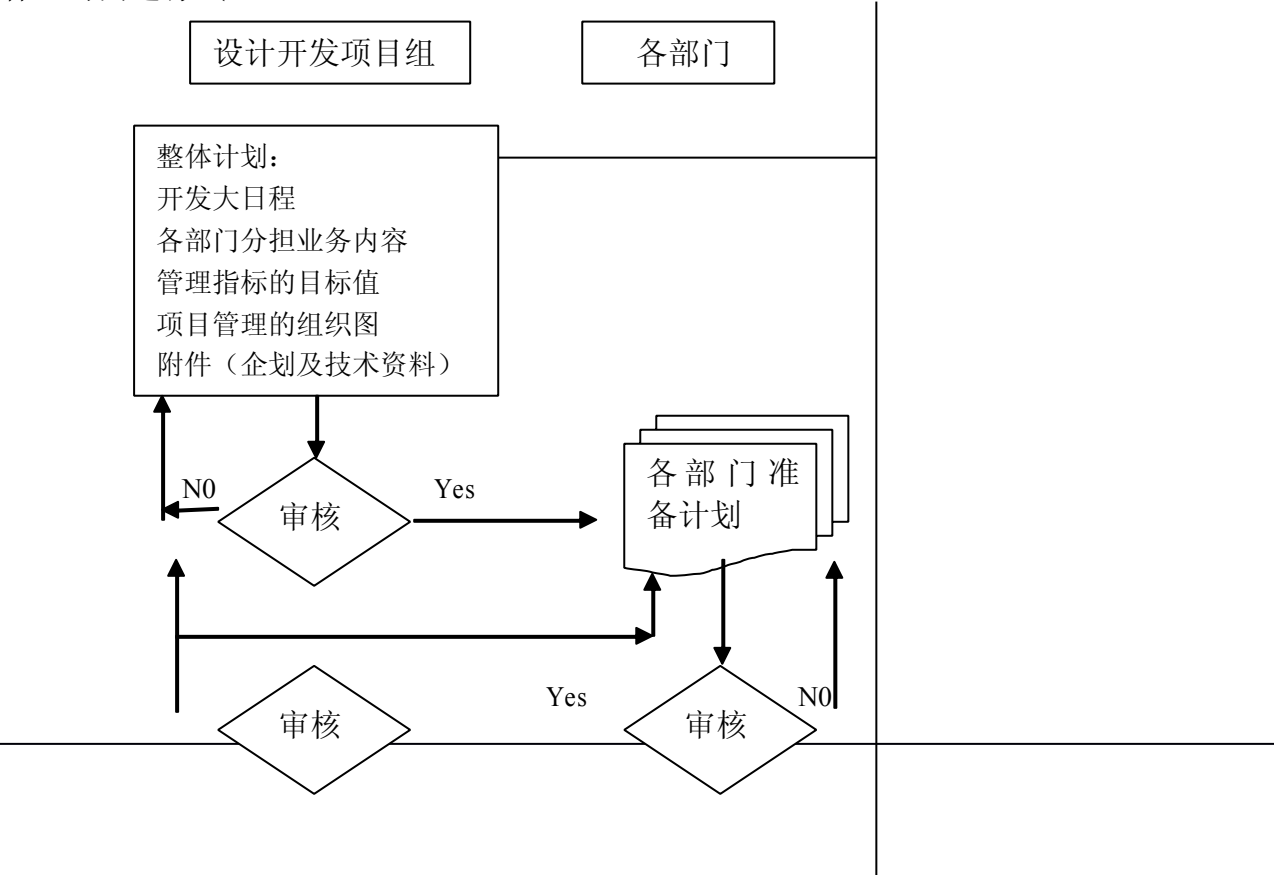 设计开发项目组
各部门
整体计划：
开发大日程
各部门分担业务内容
管理指标的目标值
项目管理的组织图
附件（企划及技术资料）
N0
审核
Yes
各部门准
备计划
审核
Yes
审核
N0